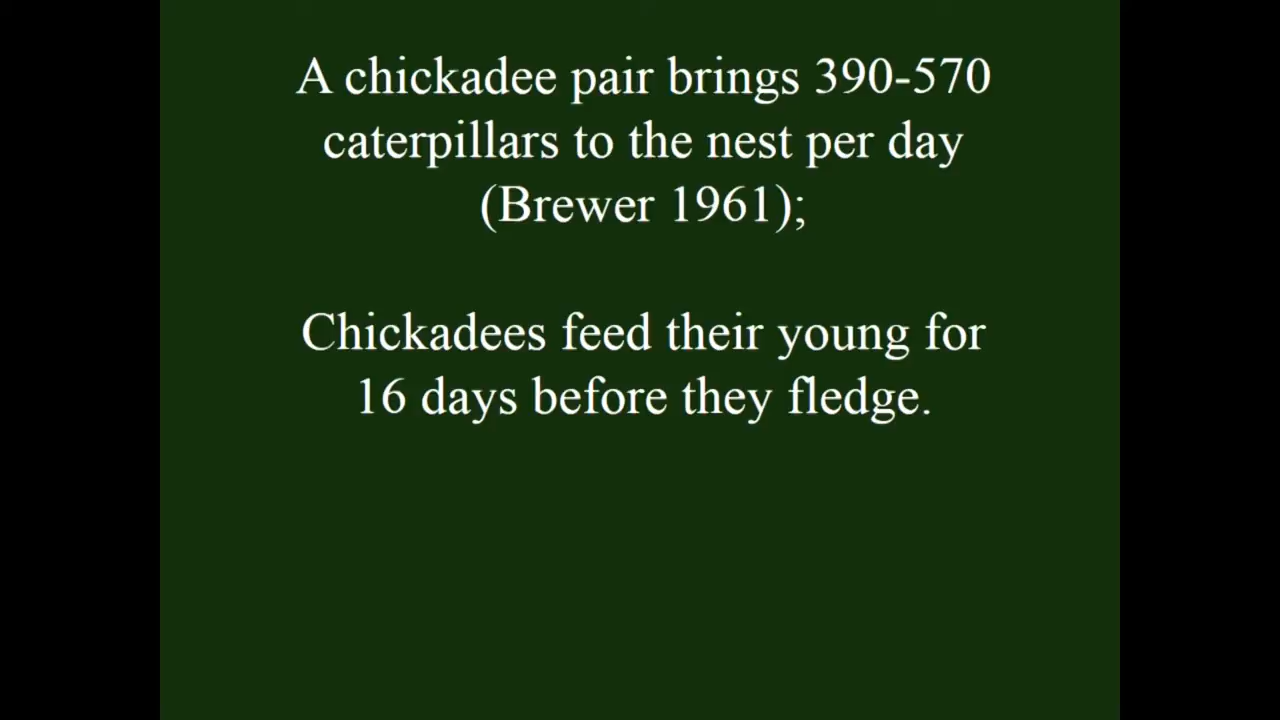 A chickadee pair brings 390-570
caterpillars to the nest per day
(Brewer 1961);
Chickadees feed their young for
16 days before they fledge.